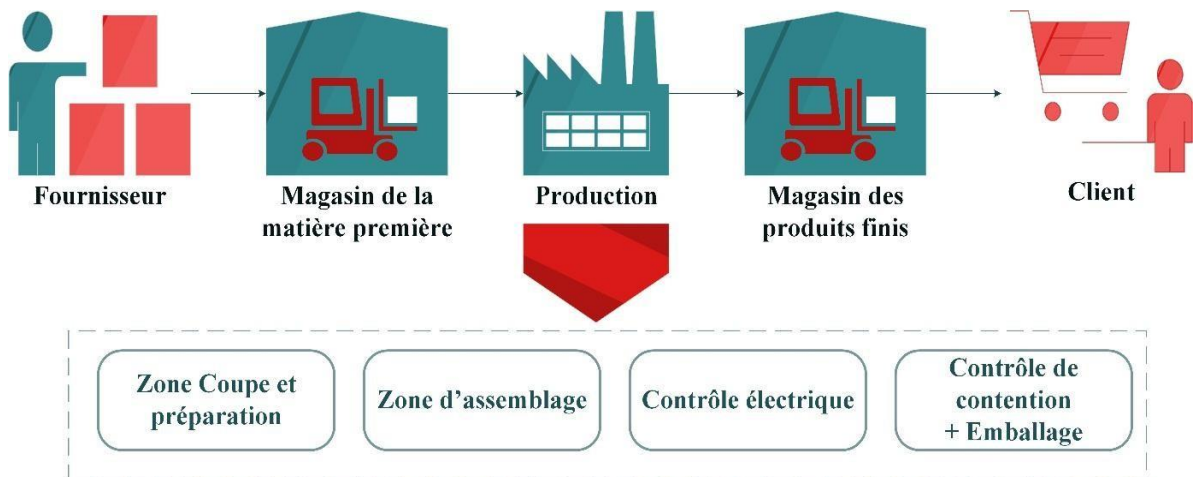 Fournisseur
Magasin de la
matière première
Production
Magasin des
produits finis
Client
Zone Coupe et
préparation
Zone d’assemblage
Contrôle électrique
Contrôle de
contention
+ Emballage